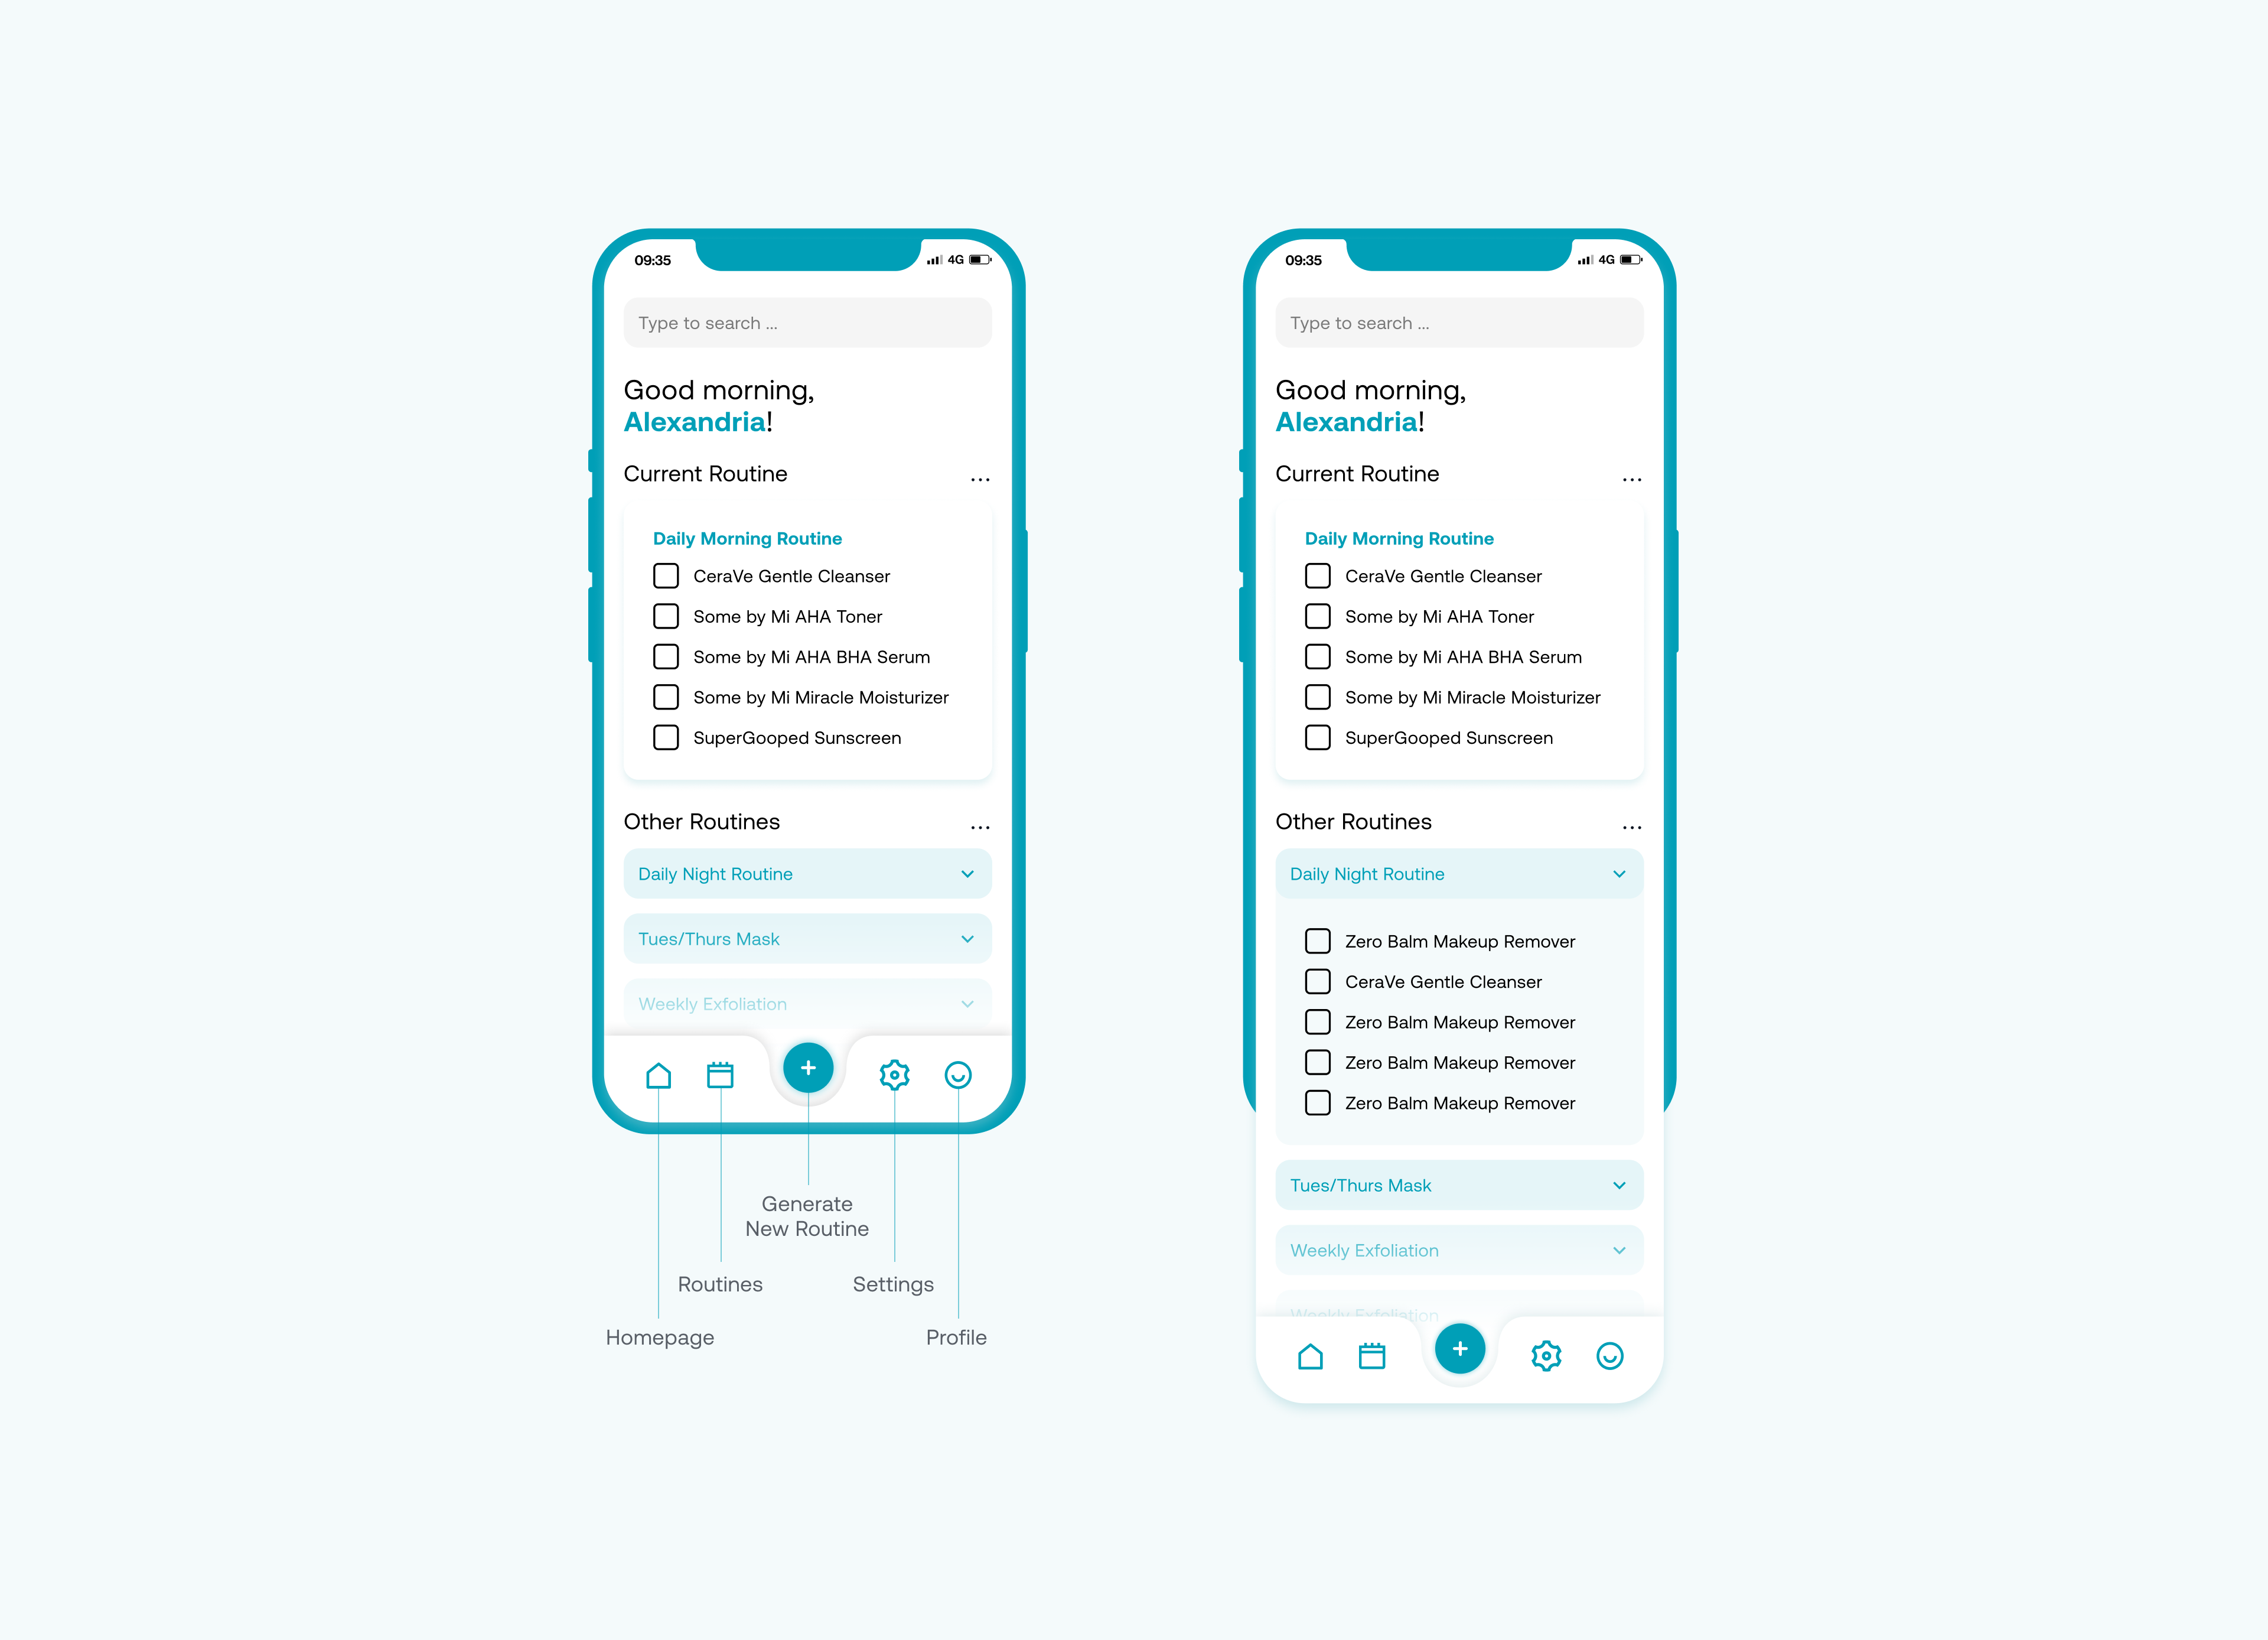 09:35
4G
Type to search ...
Good morning,
Alexandria!
Current Routine
...
Daily Morning Routine
CeraVe Gentle Cleanser
Some by Mi AHA Toner
Some by Mi AHA BHA Serum
Some by Mi Miracle Moisturizer
SuperGooped Sunscreen
Other Routines
...
Daily Night Routine
Tues/Thurs Mask
Weekly Exfoliation
Generate
New Routine
Routines
Settings
Homepage
Profile
09:35
4G
Type to search ...
Good morning,
Alexandria!
Current Routine
...
Daily Morning Routine
CeraVe Gentle Cleanser
Some by Mi AHA Toner
Some by Mi AHA BHA Serum
Some by Mi Miracle Moisturizer
SuperGooped Sunscreen
Other Routines
...
Daily Night Routine
Zero Balm Makeup Remover
CeraVe Gentle Cleanser
Zero Balm Makeup Remover
Zero Balm Makeup Remover
Zero Balm Makeup Remover
Tues/Thurs Mask
Weekly Exfoliation
Weekly Exfoliation